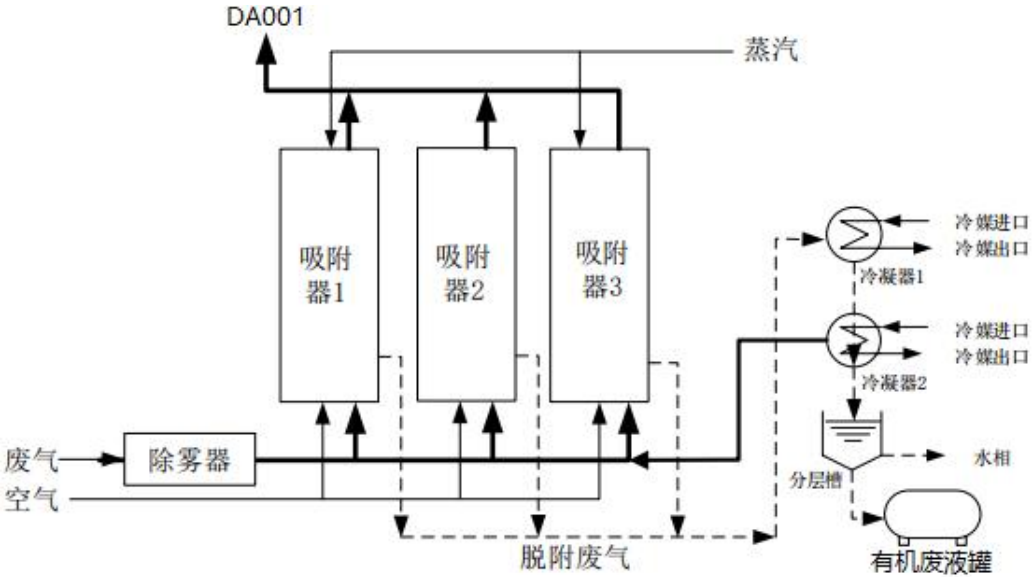 DA001
蒸汽
吸附
器1
吸附
器2
吸附
器3
冷媒进口
冷媒出口
冷凝器1
冷媒进口
冷媒出口
冷凝器2
废气
除雾器
空气
水相
分层槽
脱附废气
有机废液罐